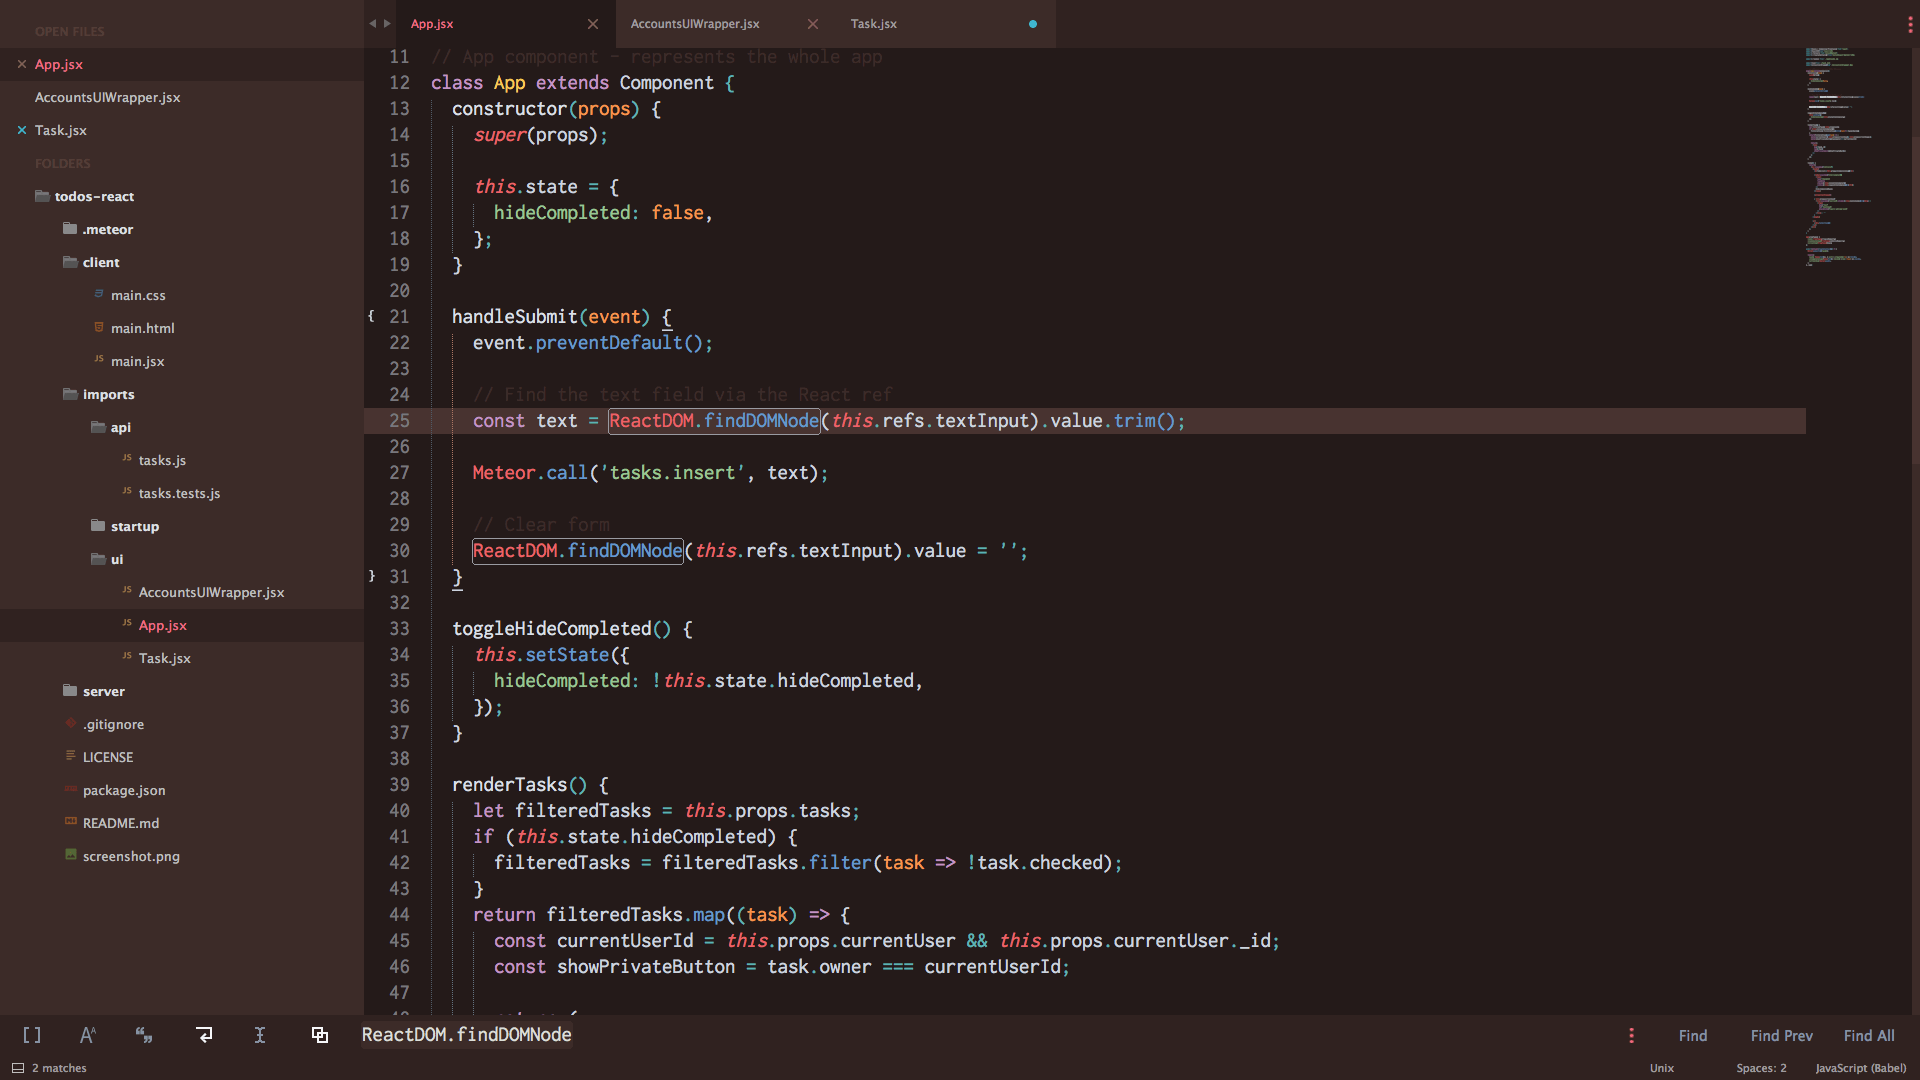 OPEN FILES
App.jsx
AccountsUIWrapper.jsx
Task.jsx
FOLDERS
todos-react
.meteor
client
main.css
main.html
main.jsx
imports
api
tasks.js
tasks.tests.js
startup
ui
AccountsUIWrapper.jsx
App.jsx
Task.jsx
server
.gitignore
LICENSE
package.json
README.md
screenshot.png
App.jsx AccountsUIWrapper.jsx Task.jsx
11 // App component - represents the whole app
12 class App extends Component {
13 constructor(props) {
14 super(props);
15
16 this.state = {
17 hideCompleted: false,
18 };
19 }
20
{ 21 handleSubmit(event) {
22 event.preventDefault();
23
24 // Find the text field via the React ref
25 const text = ReactDOM.findDOMNode(this.refs.textInput).value.trim();
26
27 Meteor.call('tasks.insert', text);
28
29 // Clear form
30 ReactDOM.findDOMNode(this.refs.textInput).value = '';
} 31 }
32
33 toggleHideCompleted() {
34 this.setState({
35 hideCompleted: !this.state.hideCompleted,
36 });
37 }
38
39 renderTasks() {
40 let filteredTasks = this.props.tasks;
41 if (this.state.hideCompleted) {
42 filteredTasks = filteredTasks.filter(task => !task.checked);
43 }
44 return filteredTasks.map((task) => {
45 const currentUserId = this.props.currentUser && this.props.currentUser._id;
46 const showPrivateButton = task.owner === currentUserId;
47
ReactDOM.findDOMNode Find Find Prev Find All
2 matches Unix Spaces: 2 JavaScript (Babel)